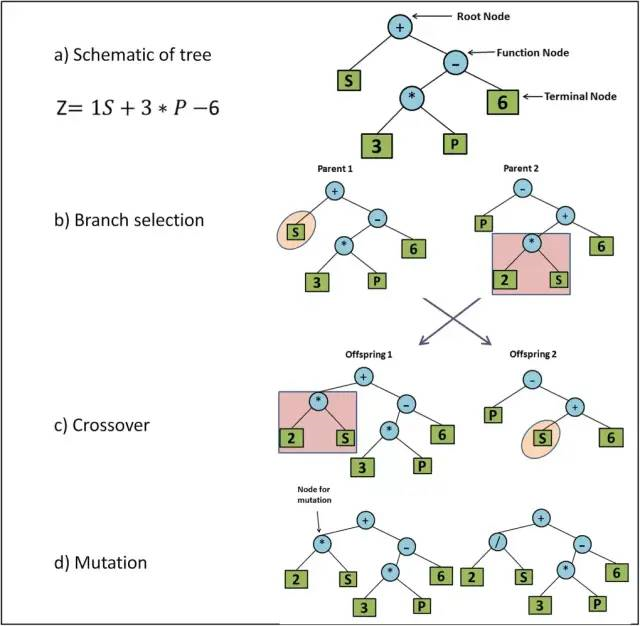 Root Node
+
a) Schematic of tree
Function Node
-
S
Z= 1S + 3 * P −6
*
6
Terminal Node
3
P
Parent 1
Parent 2
b) Branch selection
+
S
-
*
6
3
P
-
P
+
*
6
2
S
Offspring 1
Offspring 2
c) Crossover
+
*
-
2
S
*
6
3
P
-
P
+
S
6
Node for
mutation
d) Mutation
+
*
-
2
S
*
6
3
P
+
/
-
2
S
*
6
3
P